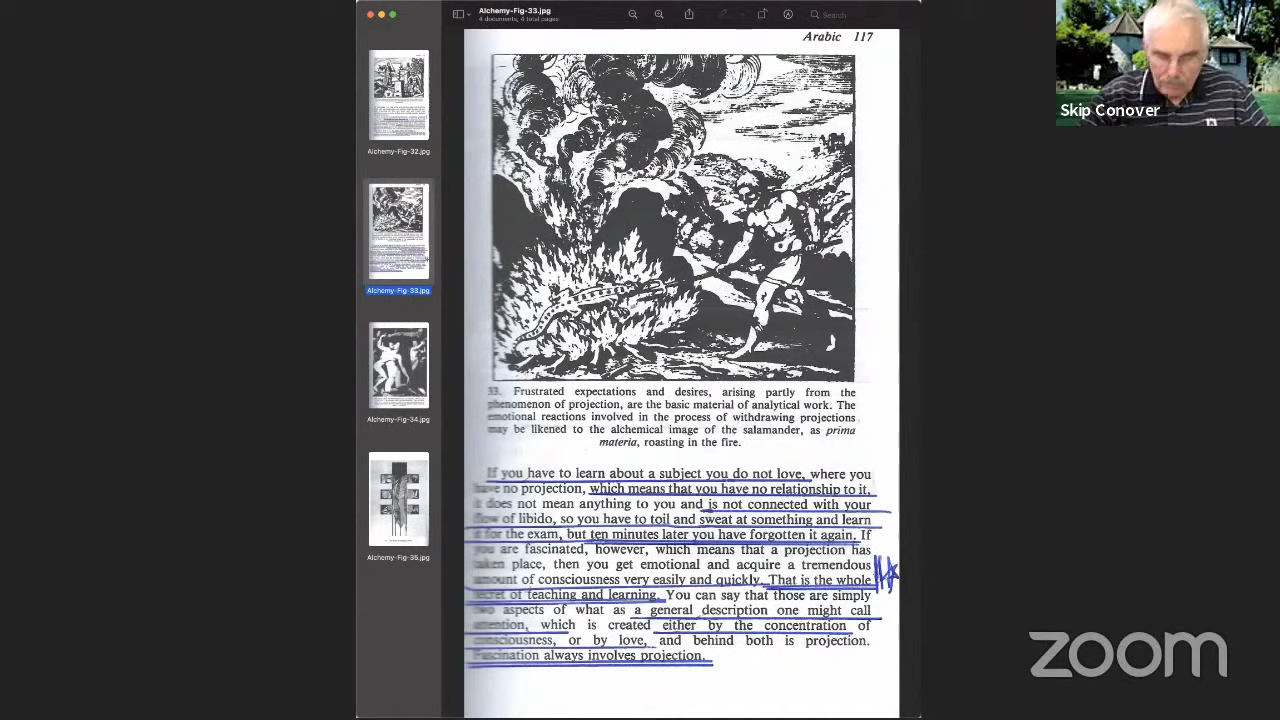 Alchemy-Fig-33.jpg
4 documents, 4 total pages
Search
Alchemy-Fig-32.jpg
Alchemy-Fig-33.jpg
Alchemy-Fig-34.jpg
Alchemy-Fig-35.jpg
Arabic 117
33. Frustrated expectations and desires, arising partly from the
phenomenon of projection, are the basic material of analytical work. The
emotional reactions involved in the process of withdrawing projections
may be likened to the alchemical image of the salamander, as prima
materia, roasting in the fire.
If you have to learn about a subject you do not love, where you
have no projection, which means that you have no relationship to it,
it does not mean anything to you and is not connected with your
flow of libido, so you have to toil and sweat at something and learn
it for the exam, but ten minutes later you have forgotten it again. If
you are fascinated, however, which means that a projection has
taken place, then you get emotional and acquire a tremendous
amount of consciousness very easily and quickly. That is the whole
secret of teaching and learning. You can say that those are simply
two aspects of what as a general description one might call
attention, which is created either by the concentration of
consciousness, or by love, and behind both is projection.
Fascination always involves projection.
Skip Conover
zoom